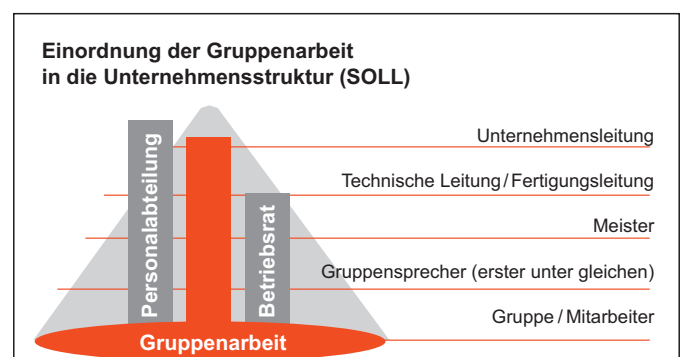 Einordnung der Gruppenarbeit
in die Unternehmensstruktur (SOLL)
Unternehmensleitung
Technische Leitung/Fertigungsleitung
Meister
Gruppensprecher (erster unter gleichen)
Gruppe/Mitarbeiter
Personalabteilung
Betriebsrat
Gruppenarbeit